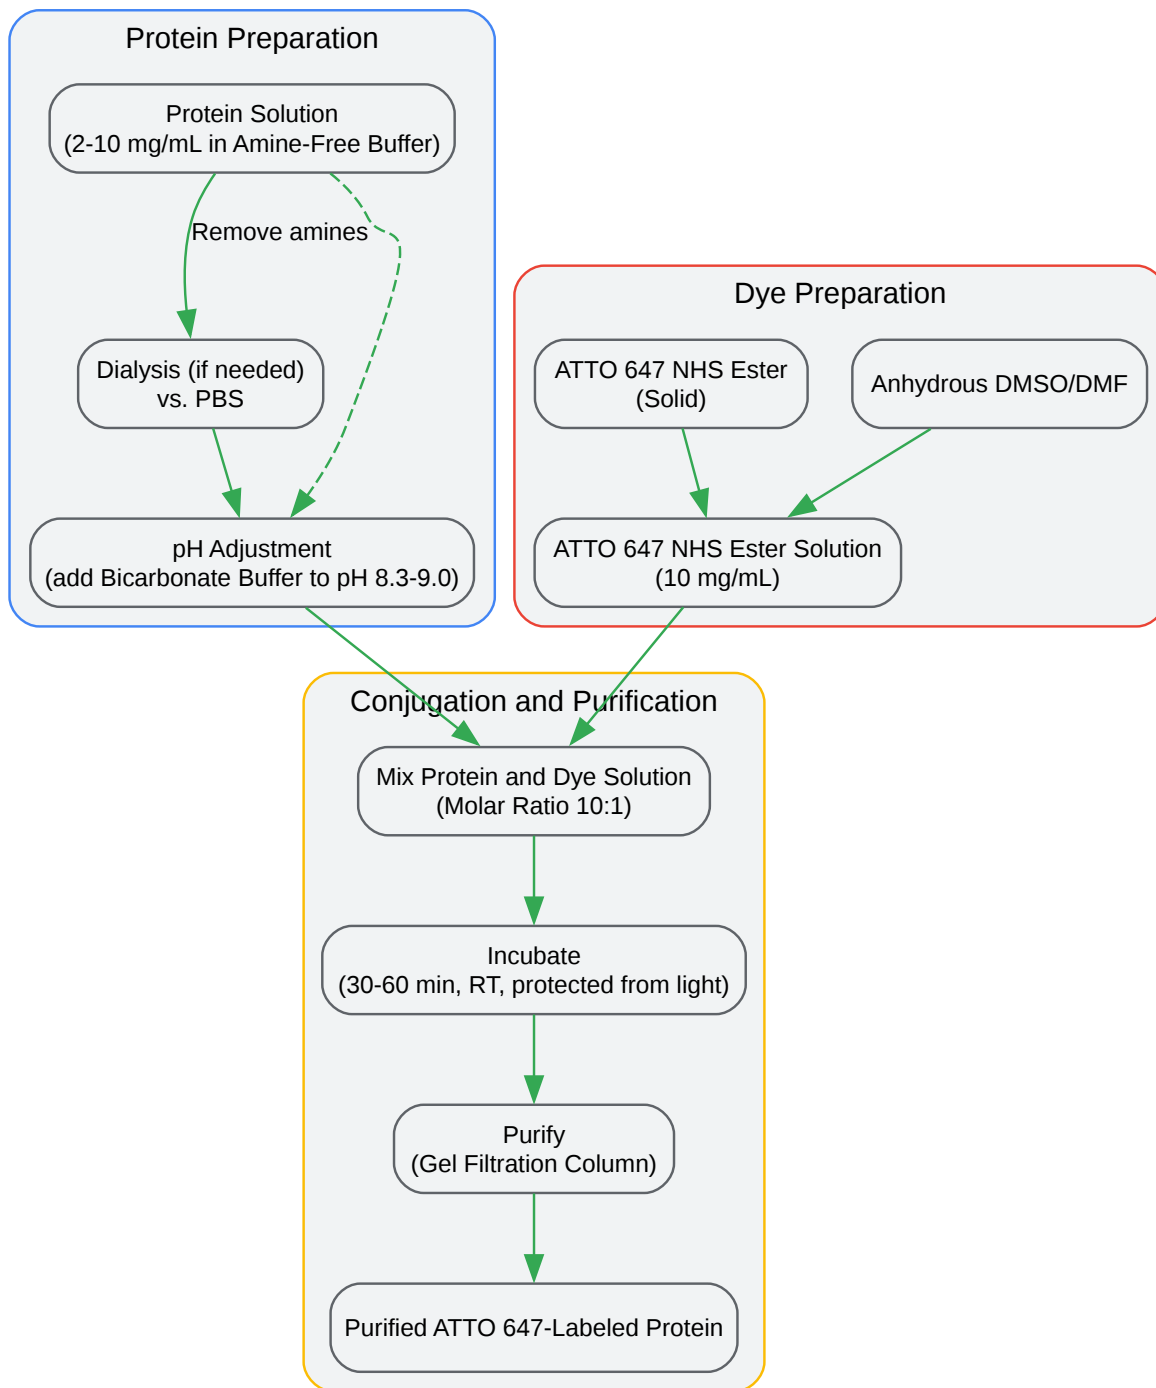 Protein Preparation
Protein Solution
(2-10 mg/mL in Amine-Free Buffer)
Remove amines
Dialysis (if needed)
vs. PBS
pH Adjustment
(add Bicarbonate Buffer to pH 8.3-9.0)
Dye Preparation
ATTO 647 NHS Ester
(Solid)
Anhydrous DMSO/DMF
ATTO 647 NHS Ester Solution
(10 mg/mL)
Conjugation and Purification
Mix Protein and Dye Solution
(Molar Ratio 10:1)
Incubate
(30-60 min, RT, protected from light)
Purify
(Gel Filtration Column)
Purified ATTO 647-Labeled Protein